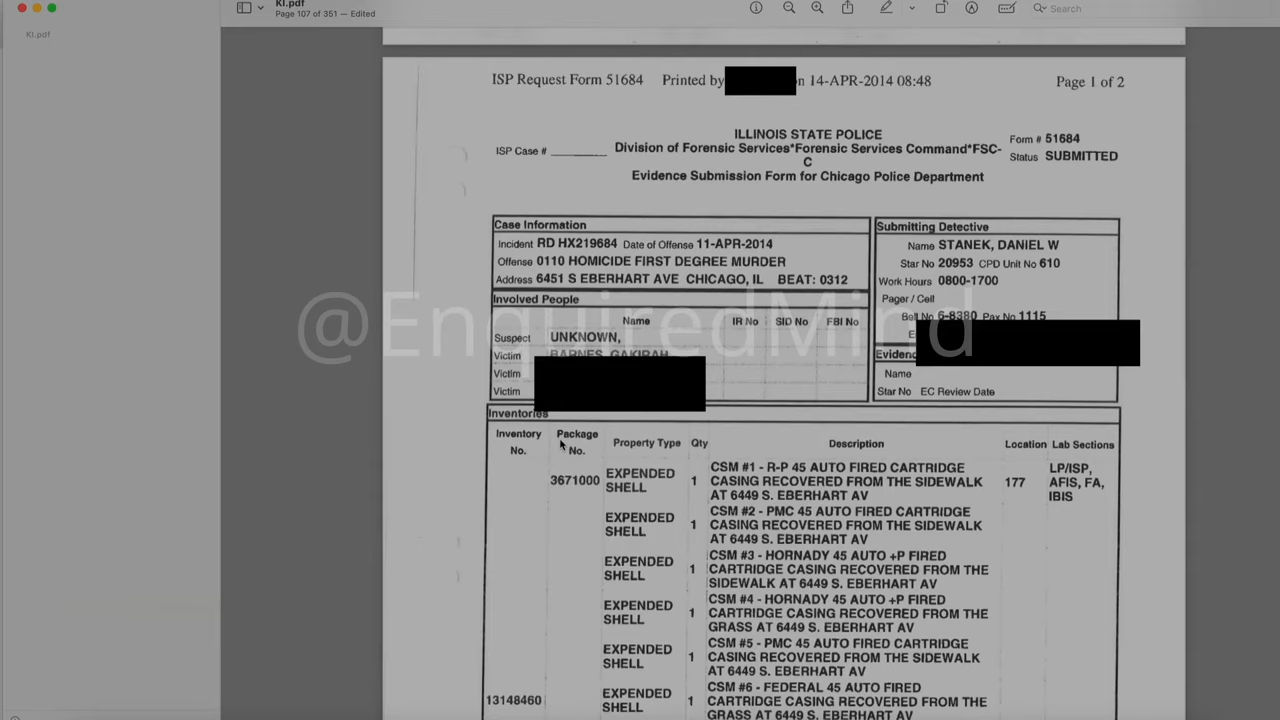 KI.pdf
Page 107 of 351 — Edited
Search
KI.pdf
ISP Request Form 51684 Printed by n 14-APR-2014 08:48 Page 1 of 2
ILLINOIS STATE POLICE
Division of Forensic Services*Forensic Services Command*FSC-
C
Evidence Submission Form for Chicago Police Department
ISP Case #
Form # 51684
Status SUBMITTED
Case Information
Incident RD HX219684 Date of Offense 11-APR-2014
Offense 0110 HOMICIDE FIRST DEGREE MURDER
Address 6451 S EBERHART AVE CHICAGO, IL BEAT: 0312
Submitting Detective
Name STANEK, DANIEL W
Star No 20953 CPD Unit No 610
Work Hours 0800-1700
Pager / Cell
Bell No 6-8380 Pax No 1115
E
Involved People
Name IR No SID No FBI No
Suspect UNKNOWN,
Victim BARNES, GAKIRAH
Victim
Victim
Evidenc
Name
Star No EC Review Date
@EnquiredMind
Inventories
Inventory No. Package No. Property Type Qty Description Location Lab Sections
3671000 EXPENDED SHELL 1 CSM #1 - R-P 45 AUTO FIRED CARTRIDGE
CASING RECOVERED FROM THE SIDEWALK
AT 6449 S. EBERHART AV
177 LP/ISP,
AFIS, FA,
IBIS
EXPENDED SHELL 1 CSM #2 - PMC 45 AUTO FIRED CARTRIDGE
CASING RECOVERED FROM THE SIDEWALK
AT 6449 S. EBERHART AV
EXPENDED SHELL 1 CSM #3 - HORNADY 45 AUTO +P FIRED
CARTRIDGE CASING RECOVERED FROM THE
SIDEWALK AT 6449 S. EBERHART AV
EXPENDED SHELL 1 CSM #4 - HORNADY 45 AUTO +P FIRED
CARTRIDGE CASING RECOVERED FROM THE
GRASS AT 6449 S. EBERHART AV
EXPENDED SHELL 1 CSM #5 - PMC 45 AUTO FIRED CARTRIDGE
CASING RECOVERED FROM THE SIDEWALK
AT 6449 S. EBERHART AV
13148460 EXPENDED SHELL 1 CSM #6 - FEDERAL 45 AUTO FIRED
CARTRIDGE CASING RECOVERED FROM THE
GRASS AT 6449 S. EBERHART AV